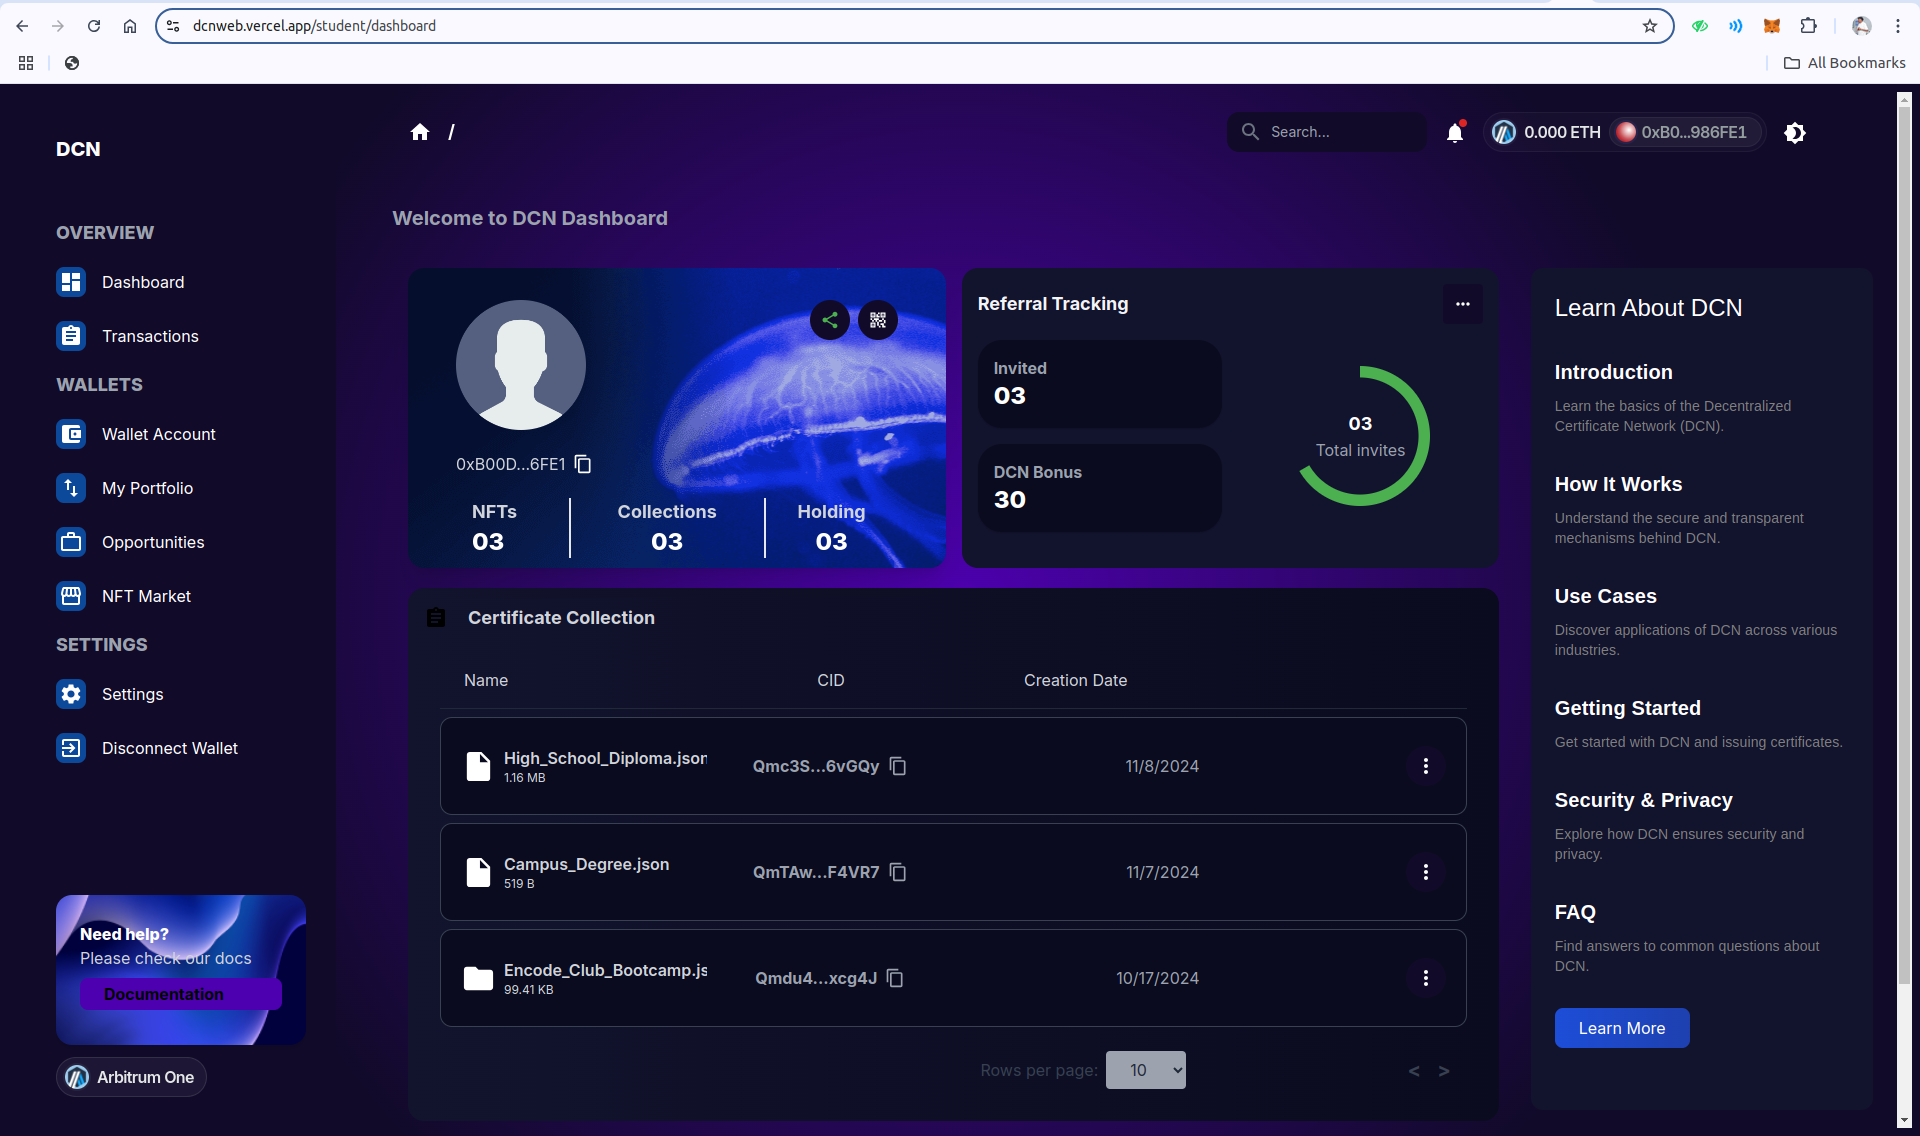 dcnweb.vercel.app/student/dashboard
All Bookmarks
DCN
/
Search...
0.000 ETH
0xB0...986FE1
OVERVIEW
Dashboard
Transactions
WALLETS
Wallet Account
My Portfolio
Opportunities
NFT Market
SETTINGS
Settings
Disconnect Wallet
Need help?
Please check our docs
Documentation
Arbitrum One
Welcome to DCN Dashboard
0xB00D...6FE1
NFTs
03
Collections
03
Holding
03
Referral Tracking
Invited
03
DCN Bonus
30
03
Total invites
Certificate Collection
Name CID Creation Date
High_School_Diploma.json
1.16 MB
Qmc3S...6vGQy
11/8/2024
Campus_Degree.json
519 B
QmTAw...F4VR7
11/7/2024
Encode_Club_Bootcamp.js
99.41 KB
Qmdu4...xcg4J
10/17/2024
Rows per page: 10
< >
Learn About DCN
Introduction
Learn the basics of the Decentralized
Certificate Network (DCN).
How It Works
Understand the secure and transparent
mechanisms behind DCN.
Use Cases
Discover applications of DCN across various
industries.
Getting Started
Get started with DCN and issuing certificates.
Security & Privacy
Explore how DCN ensures security and
privacy.
FAQ
Find answers to common questions about
DCN.
Learn More